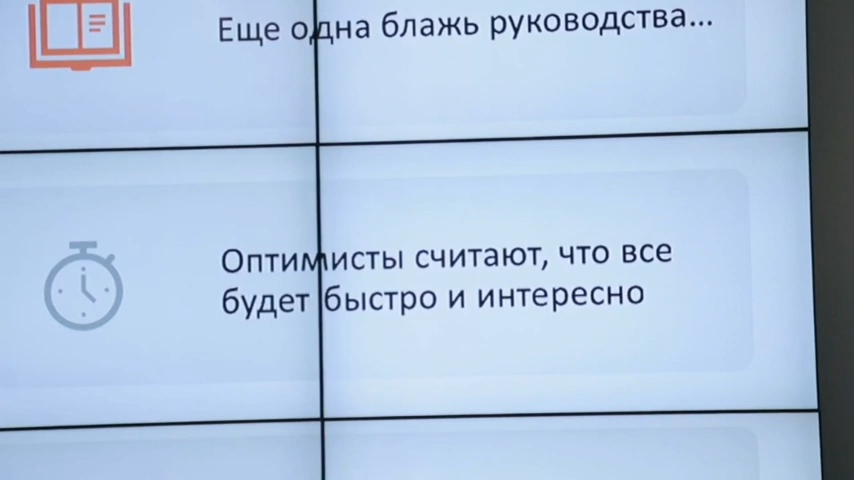 Еще одна блажь руководства...
Оптимисты считают, что все
будет быстро и интересно